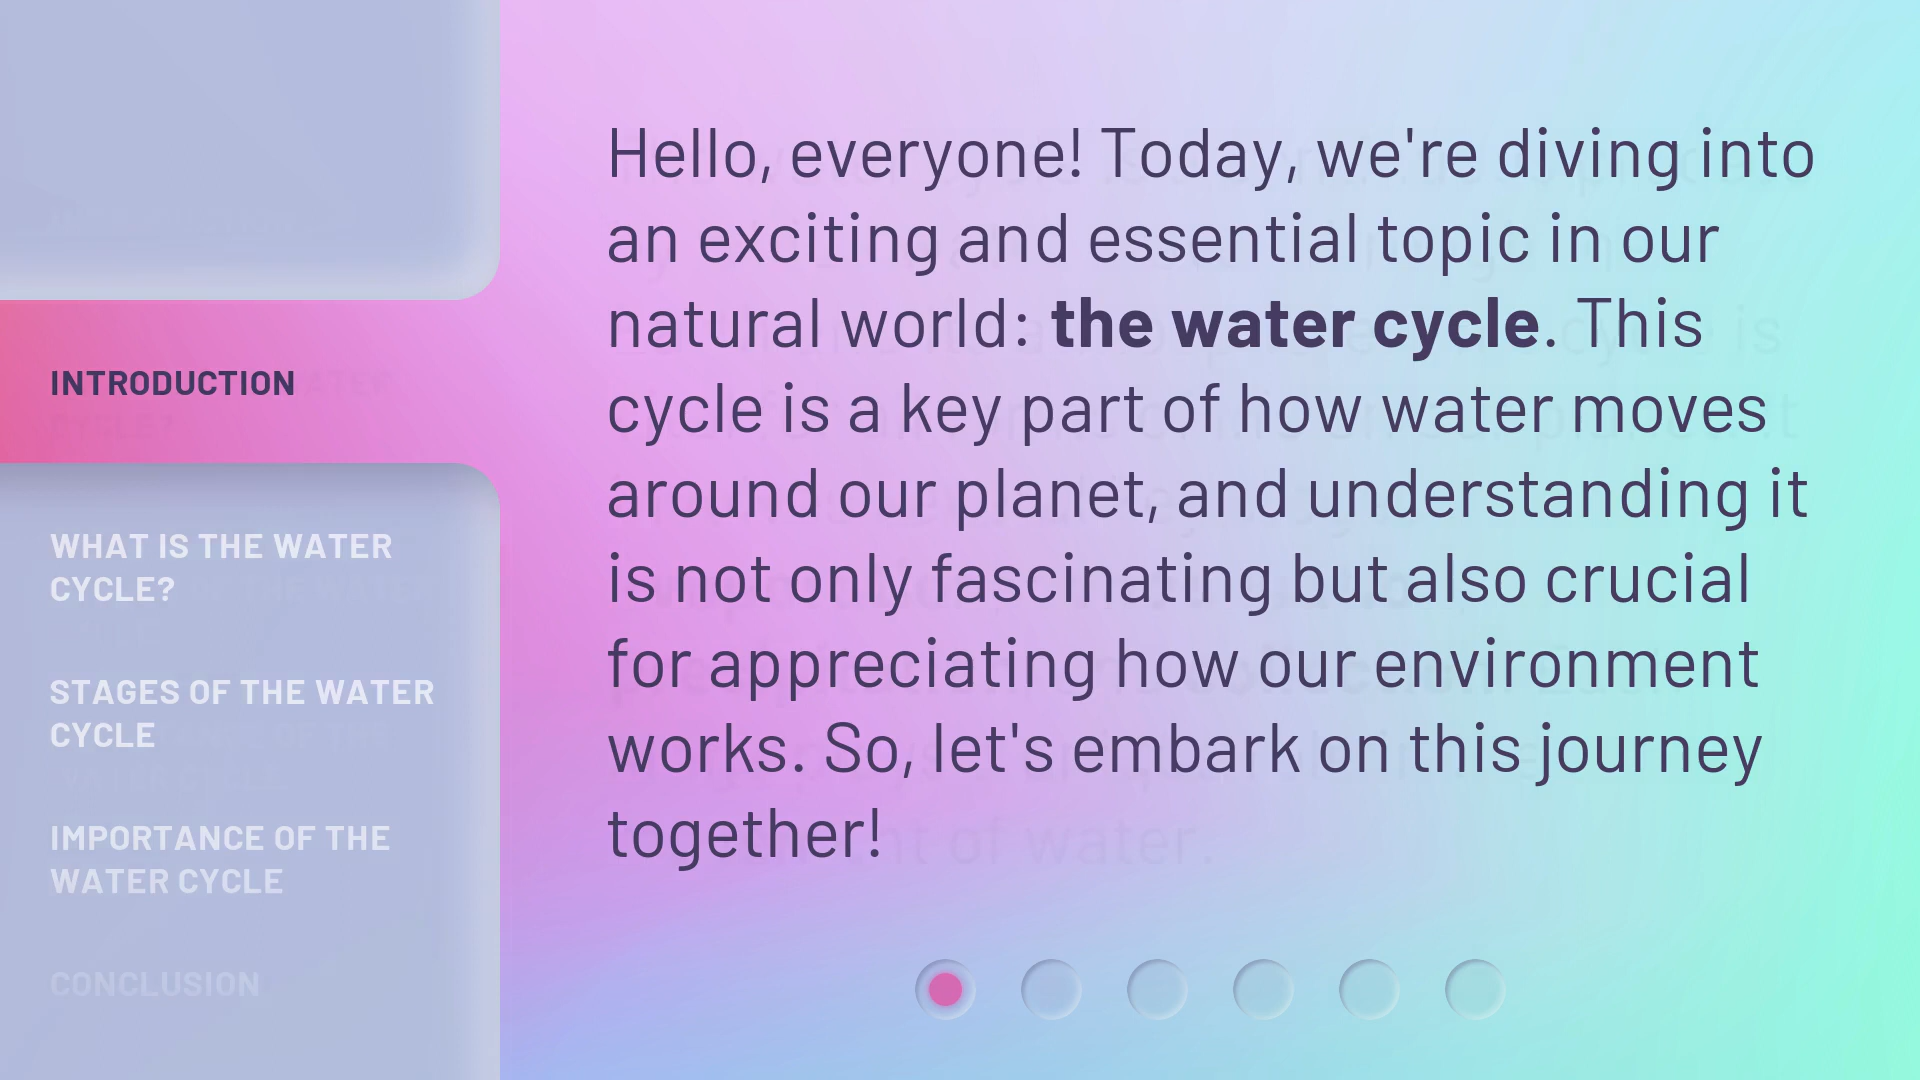 INTRODUCTION
WHAT IS THE WATER
CYCLE?
STAGES OF THE WATER
CYCLE
IMPORTANCE OF THE
WATER CYCLE
CONCLUSION
Hello, everyone! Today, we're diving into
an exciting and essential topic in our
natural world: the water cycle. This
cycle is a key part of how water moves
around our planet, and understanding it
is not only fascinating but also crucial
for appreciating how our environment
works. So, let's embark on this journey
together!